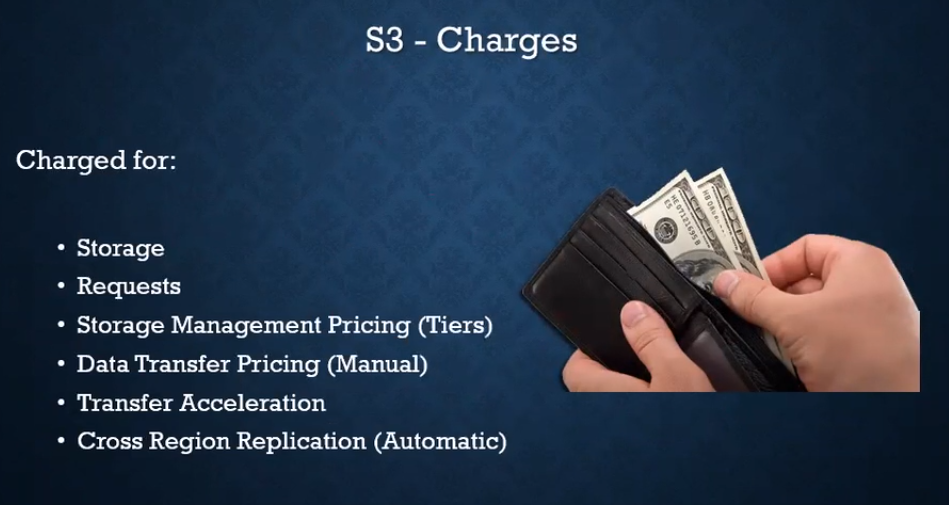 S3 - Charges
Charged for:
• Storage
• Requests
• Storage Management Pricing (Tiers)
• Data Transfer Pricing (Manual)
• Transfer Acceleration
• Cross Region Replication (Automatic)